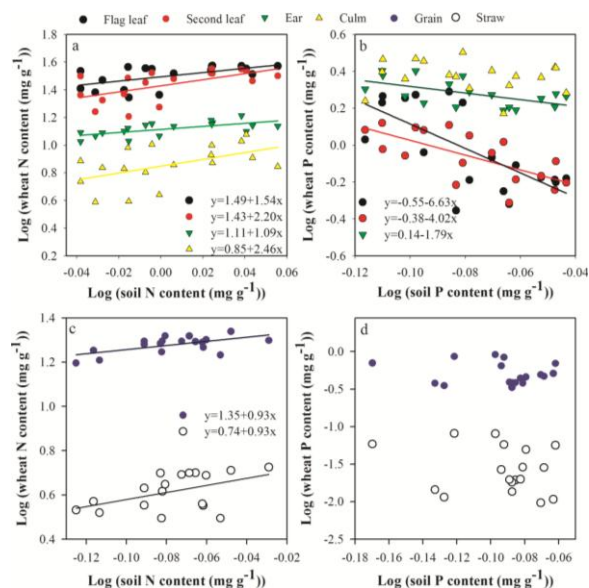 Flag leaf Second leaf Ear Culm Grain Straw
a
Log (wheat N content (mg g-1))
1.8
1.6
1.4
1.2
1.0
0.8
0.6
0.4
y=1.49+1.54x
y=1.43+2.20x
y=1.11+1.09x
y=0.85+2.46x
-0.04 -0.02 0.00 0.02 0.04 0.06
Log (soil N content (mg g-1))
b
Log (wheat P content (mg g-1))
0.6
0.4
0.2
0.0
-0.2
-0.4
-0.6
y=-0.55-6.63x
y=-0.38-4.02x
y=0.14-1.79x
-0.12 -0.10 -0.08 -0.06 -0.04
Log (soil P content (mg g-1))
c
Log (wheat N content (mg g-1))
1.4
1.2
1.0
0.8
0.6
0.4
y=1.35+0.93x
y=0.74+0.93x
-0.12 -0.10 -0.08 -0.06 -0.04 -0.02
Log (soil N content (mg g-1))
d
Log (wheat P content (mg g-1))
0.5
0.0
-0.5
-1.0
-1.5
-2.0
-2.5
-0.18 -0.16 -0.14 -0.12 -0.10 -0.08 -0.06
Log (soil P content (mg g-1))